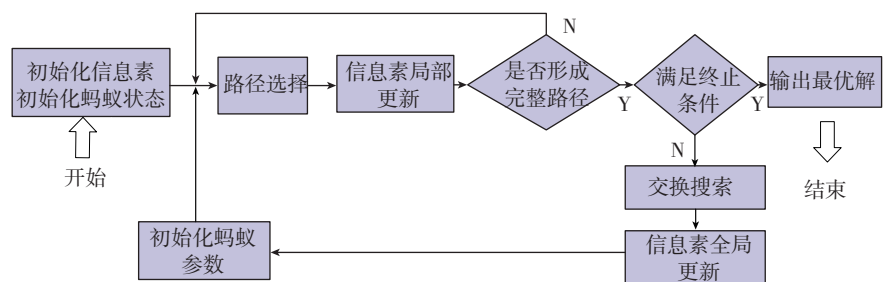 N
初始化信息素
初始化蚂蚁状态
路径选择
信息素局部
更新
是否形成
完整路径
Y
满足终止
条件
Y
输出最优解
开始
N
结束
交换搜索
初始化蚂蚁
参数
信息素全局
更新